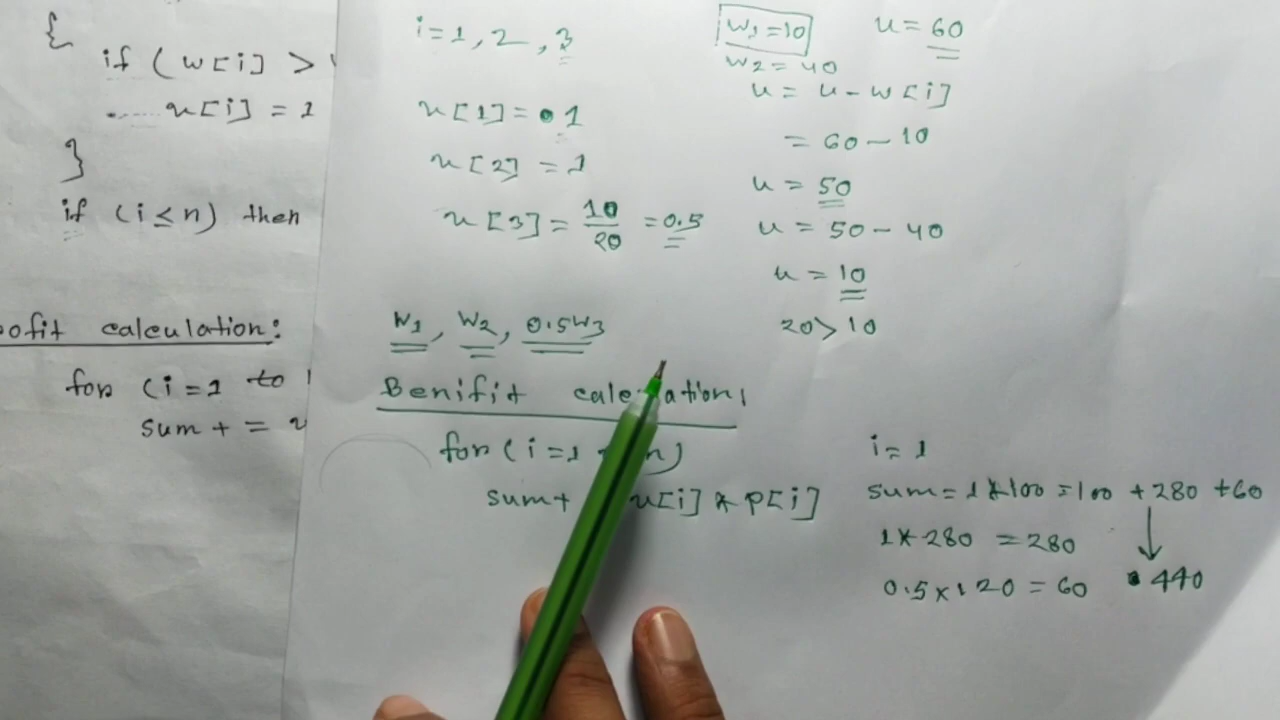 {
if (w[i] >
x[i] = 1
}
if (i ≤ n) then
ofit calculation:
for (i=1 to
sum + =
i=1, 2, 3
x[1] = 1
x[2] = 1
x[3] = 10/20 = 0.5
W1, W2, 0.5W3
Benifit calculation:
for (i=1 n)
sum+ x[i] * p[i]
W1 =10
W2 = 40
u = 60
u = u - w[i]
= 60 - 10
u = 50
u = 50 - 40
u = 10
20 > 10
i = 1
sum = 1*100 = 100 + 280 + 60
1* 280 = 280
0.5 × 120 = 60
440